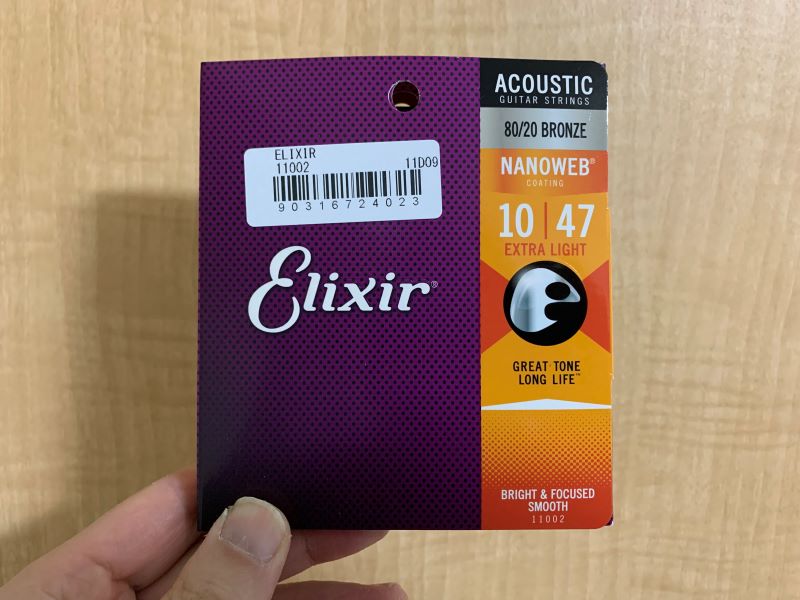 ELIXIR
11002 11D09
90316724023
Elixir®
ACOUSTIC
GUITAR STRINGS
80/20 BRONZE
NANOWEB®
COATING
10 | 47
EXTRA LIGHT
GREAT TONE
LONG LIFE™
BRIGHT & FOCUSED
SMOOTH
11002